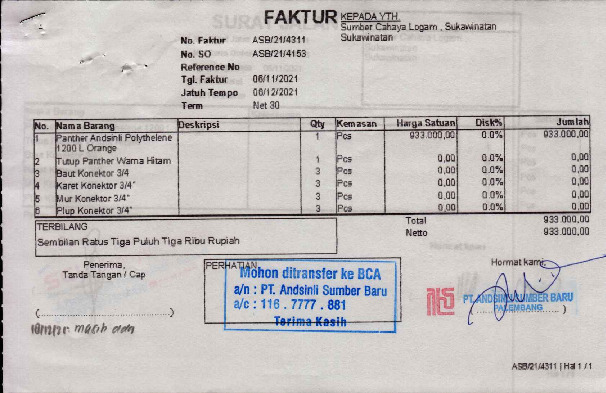 FAKTUR
KEPADA YTH.
Sumber Cahaya Logam , Sukawinatan
Sukawinatan
No. Faktur ASB/21/4311
No. SO ASB/21/4153
Reference No
Tgl. Faktur 06/11/2021
Jatuh Tempo 06/12/2021
Term Net 30
No. Nama Barang Deskripsi Qty Kemasan Harga Satuan Disk% Jumlah
1 Panther Andsinli Polythelene 1 Pcs 933.000,00 0.0% 933.000,00
1200 L Orange
2 Tutup Panther Warna Hitam 1 Pcs 0,00 0.0% 0,00
3 Baut Konektor 3/4 3 Pcs 0,00 0.0% 0,00
4 Karet Konektor 3/4" 3 Pcs 0,00 0.0% 0,00
5 Mur Konektor 3/4" 3 Pcs 0,00 0.0% 0,00
6 Plup Konektor 3/4" 3 Pcs 0,00 0.0% 0,00
Total 933.000,00
Netto 933.000,00
TERBILANG
Sembilan Ratus Tiga Puluh Tiga Ribu Rupiah
Penerima,
Tanda Tangan / Cap
PERHATIAN
Mohon ditransfer ke BCA
a/n : PT. Andsinli Sumber Baru
a/c : 116 . 7777 . 881
Terima Kasih
Hormat kami,
PT. ANDSINLI SUMBER BARU
PALEMBANG
ASB/21/4311 | Hal 1 / 1